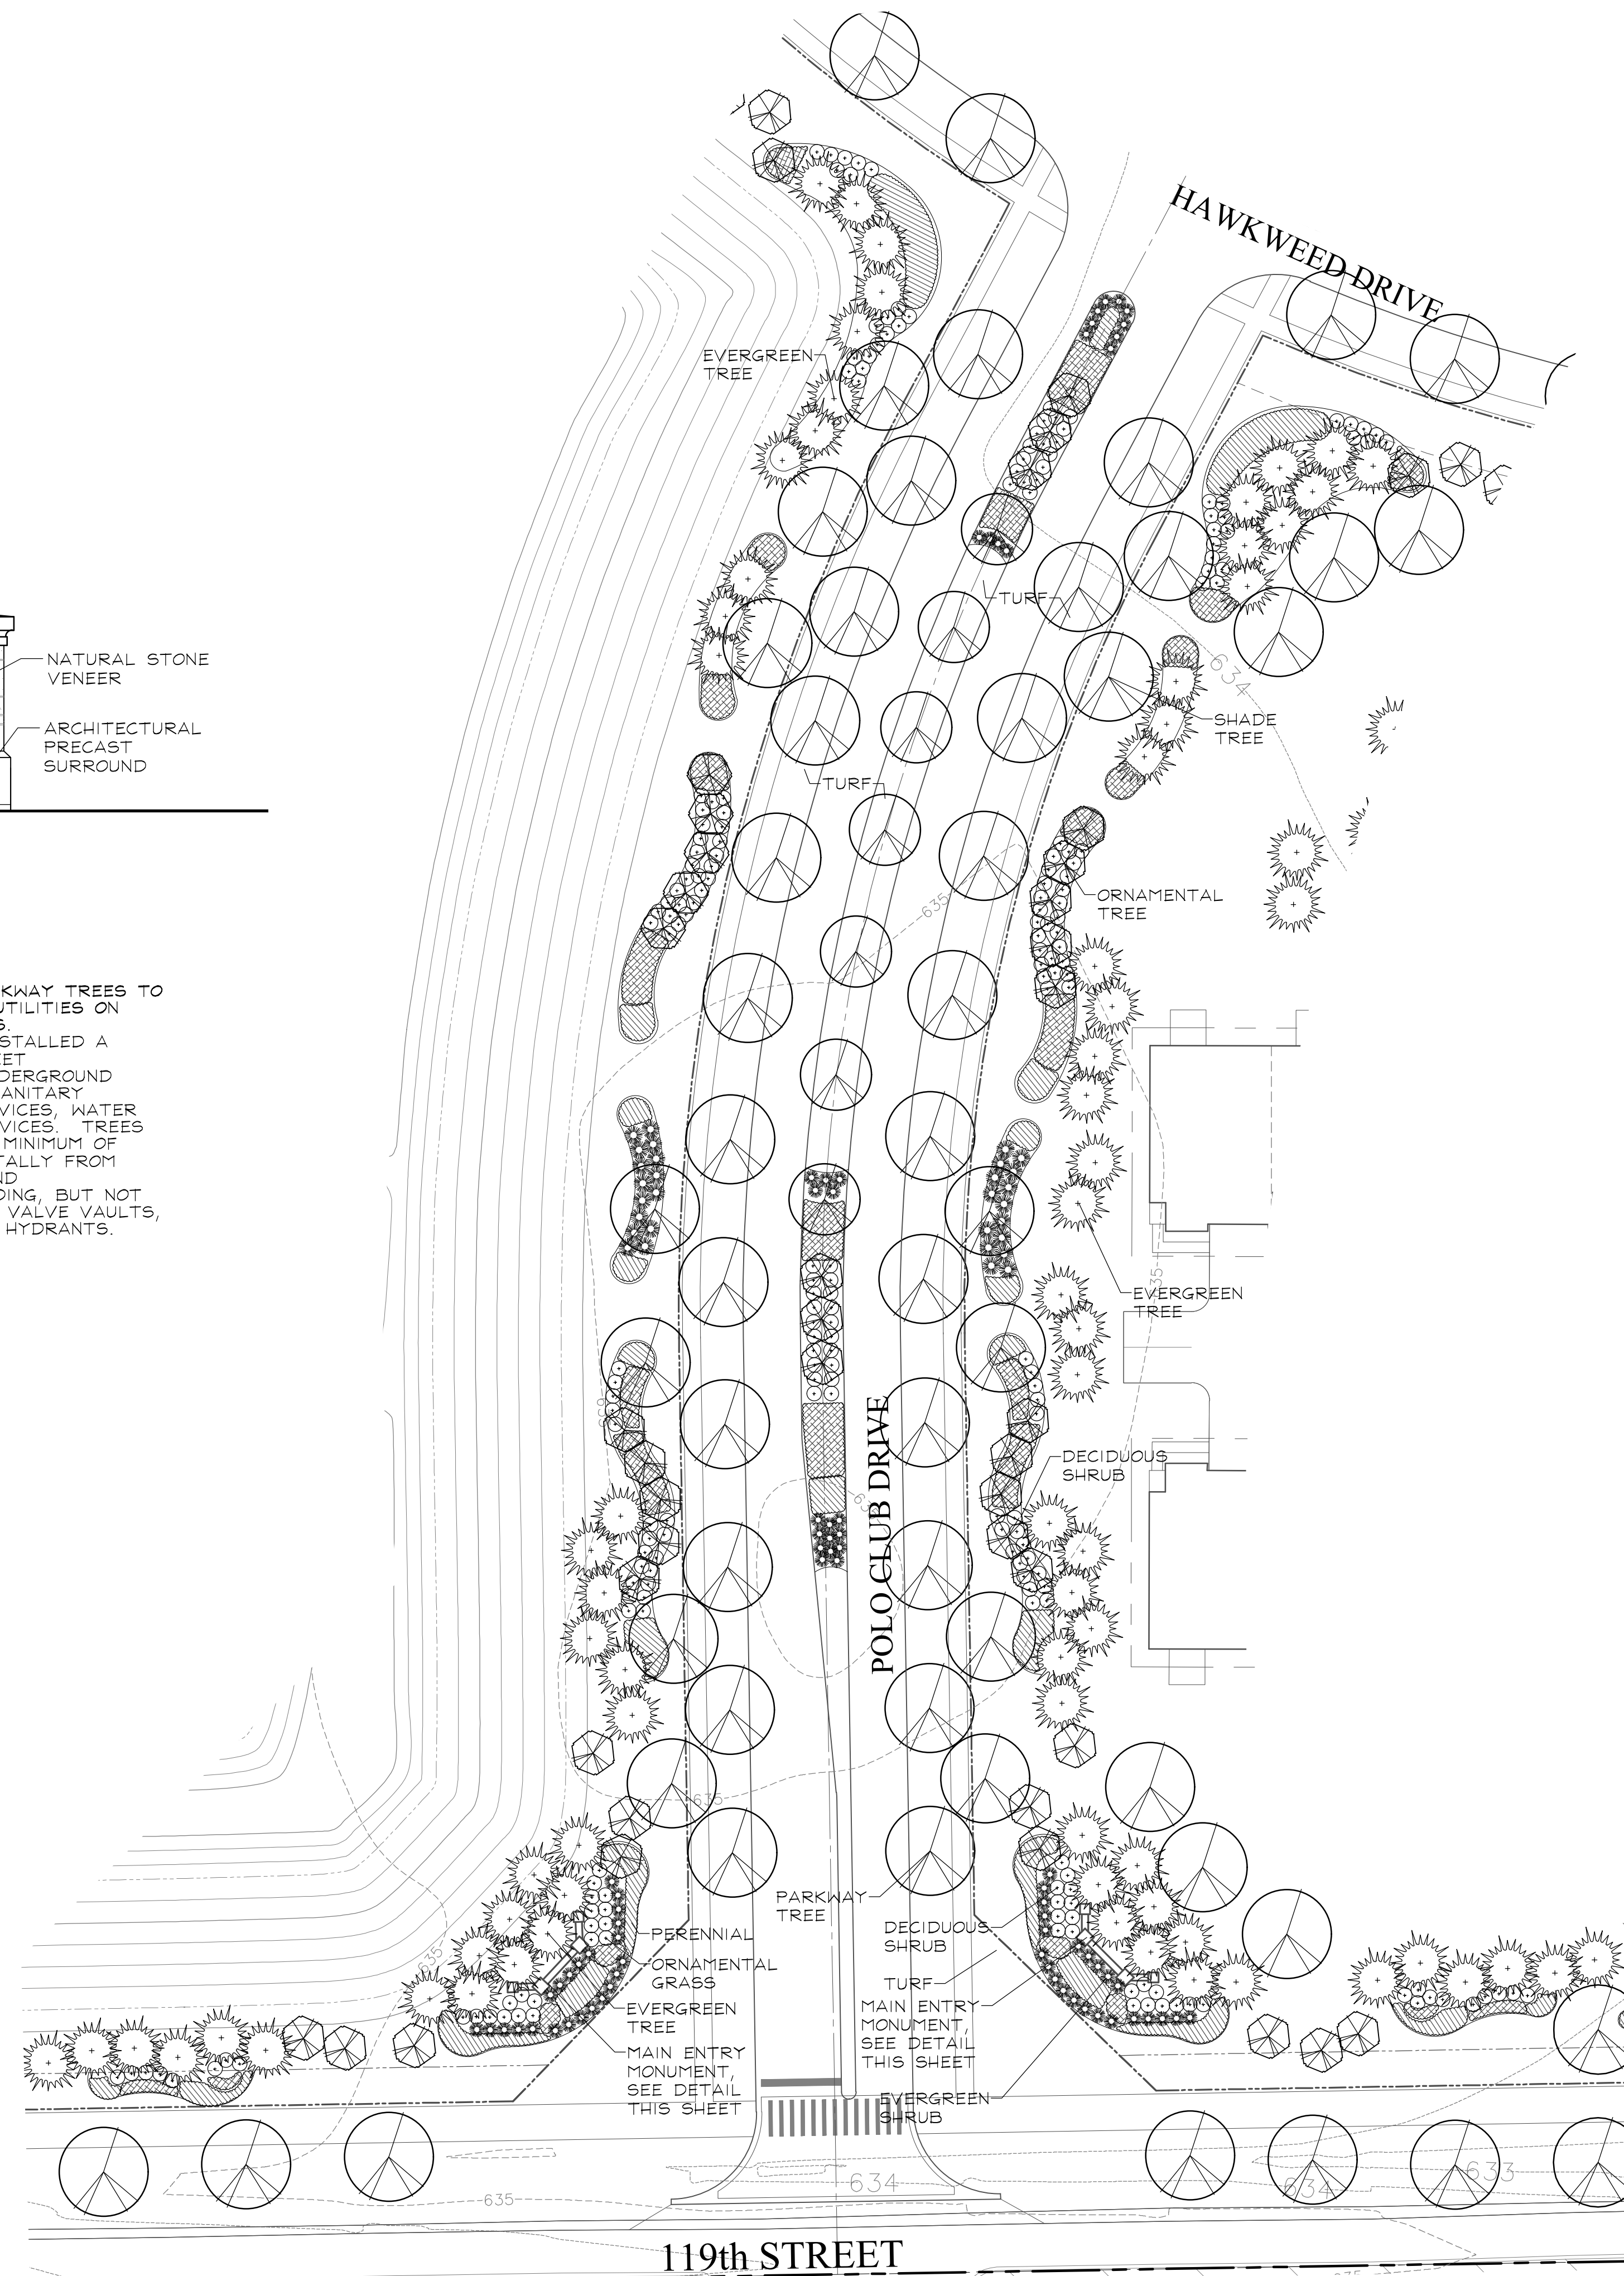 HAWKWEED DRIVE
EVERGREEN
TREE
TURF
634
NATURAL STONE
VENEER
ARCHITECTURAL
PRECAST
SURROUND
SHADE
TREE
TURF
ORNAMENTAL
TREE
635
KWAY TREES TO
UTILITIES ON
S.
STALLED A
EET
DERGROUND
ANITARY
VICES, WATER
VICES. TREES
MINIMUM OF
TALLY FROM
ND
DING, BUT NOT
VALVE VAULTS,
HYDRANTS.
EVERGREEN
TREE
POLO CLUB DRIVE
DECIDUOUS
SHRUB
635
PARKWAY
TREE
PERENNIAL
ORNAMENTAL
GRASS
EVERGREEN
TREE
MAIN ENTRY
MONUMENT,
SEE DETAIL
THIS SHEET
DECIDUOUS
SHRUB
TURF
MAIN ENTRY
MONUMENT,
SEE DETAIL
THIS SHEET
EVERGREEN
SHRUB
635
634
635
634
633
119th STREET